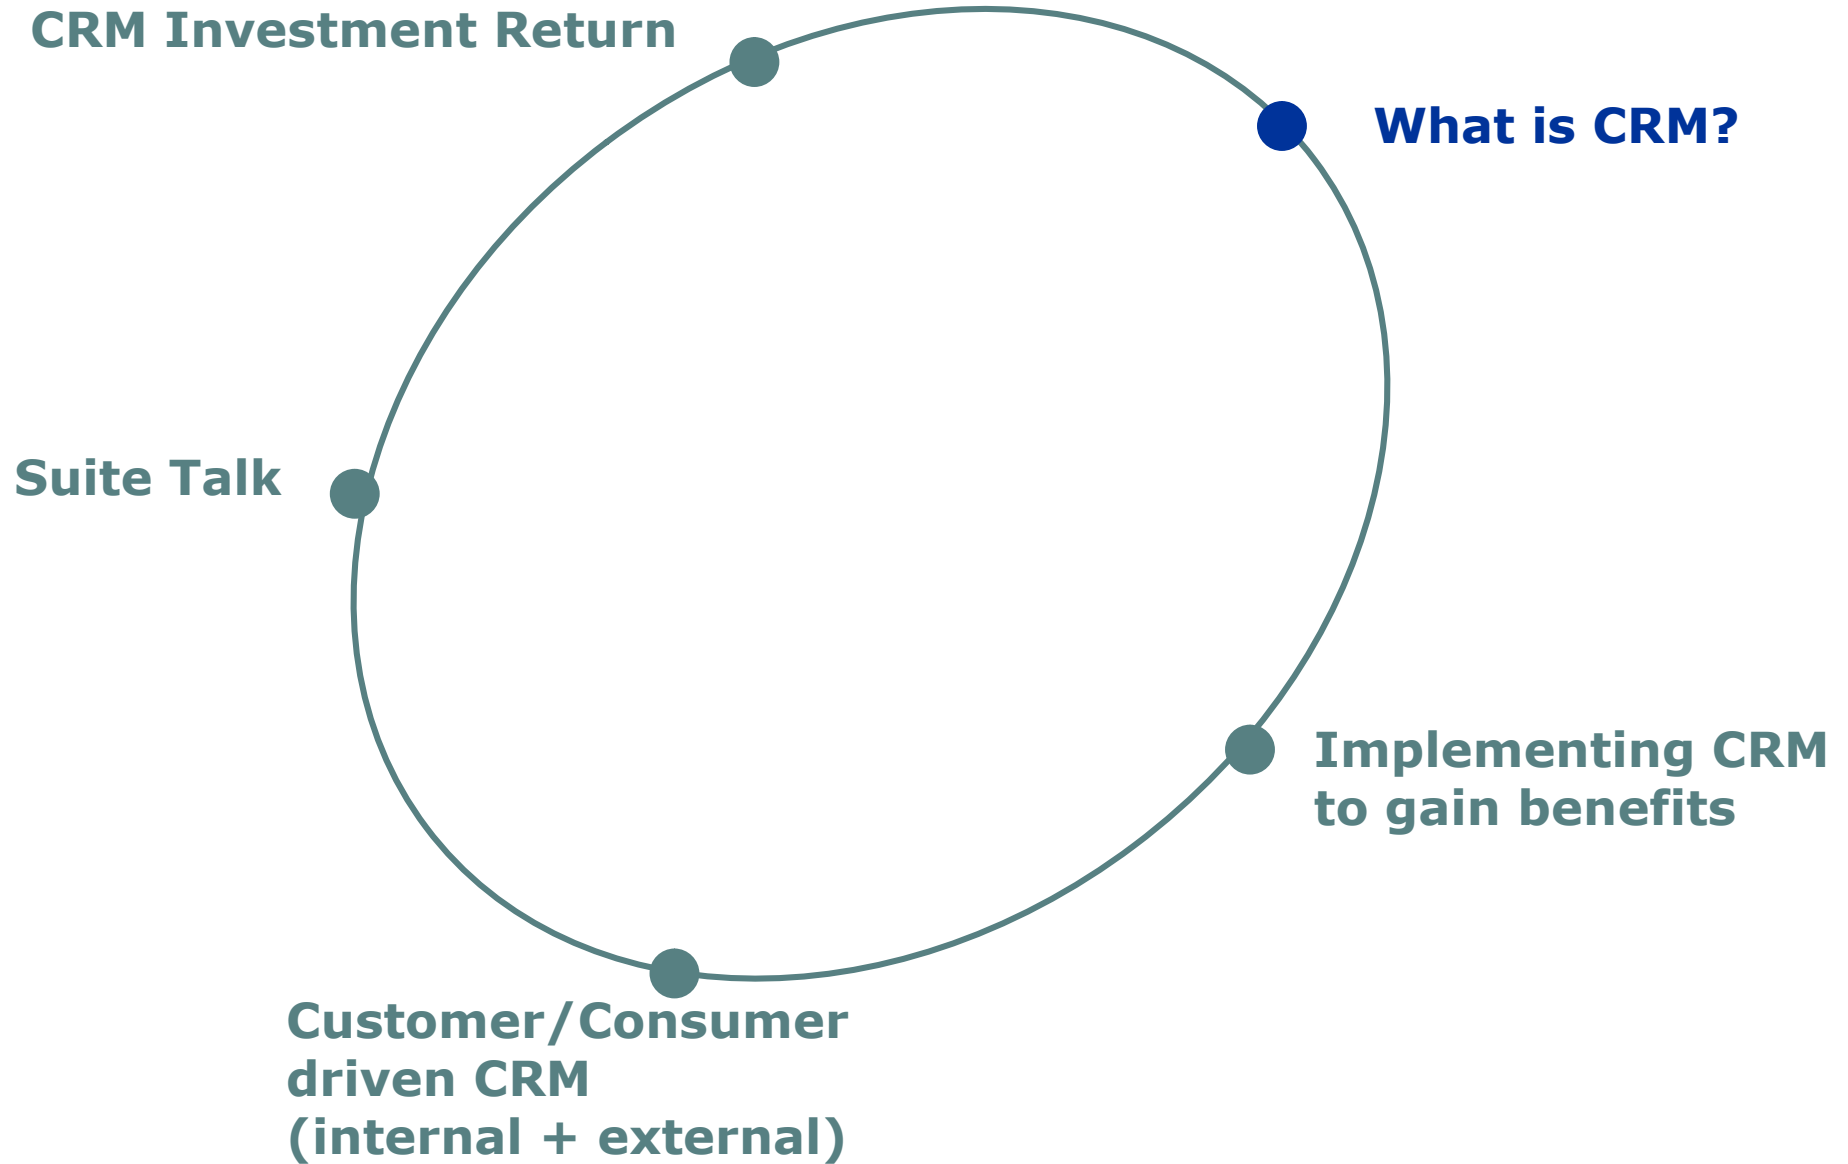 CRM Investment Return
What is CRM?
Suite Talk
Implementing CRM
to gain benefits
Customer/Consumer
driven CRM
(internal + external)